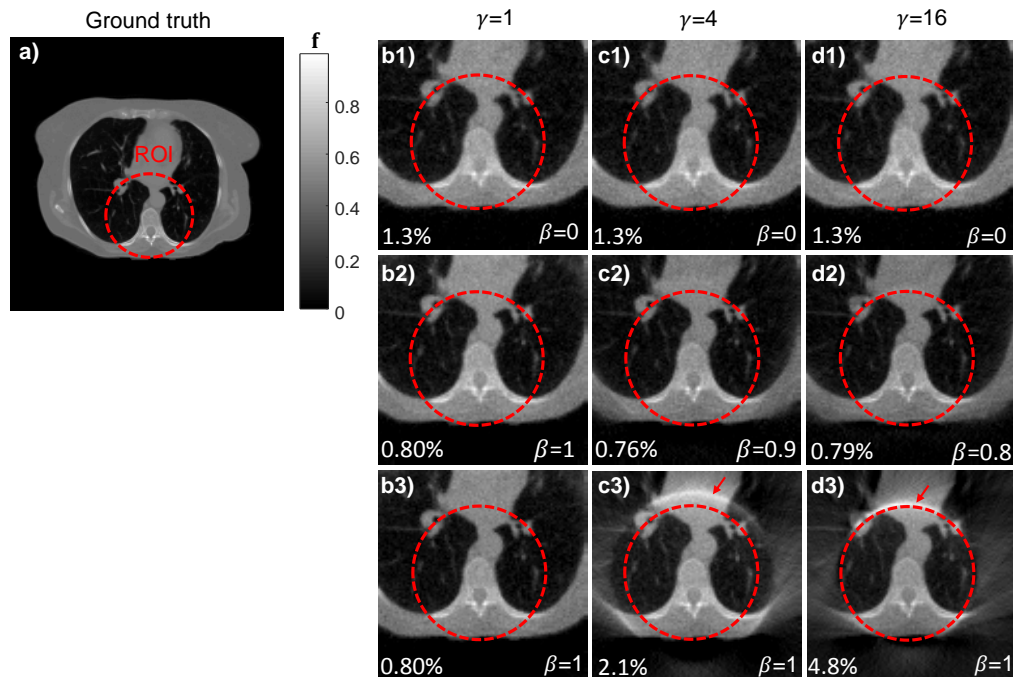 Ground truth
γ=1
γ=4
γ=16
a)
f
0.8
0.6
0.4
0.2
0
ROI
b1)
1.3%
β=0
c1)
1.3%
β=0
d1)
1.3%
β=0
b2)
0.80%
β=1
c2)
0.76%
β=0.9
d2)
0.79%
β=0.8
b3)
0.80%
β=1
c3)
2.1%
β=1
d3)
4.8%
β=1